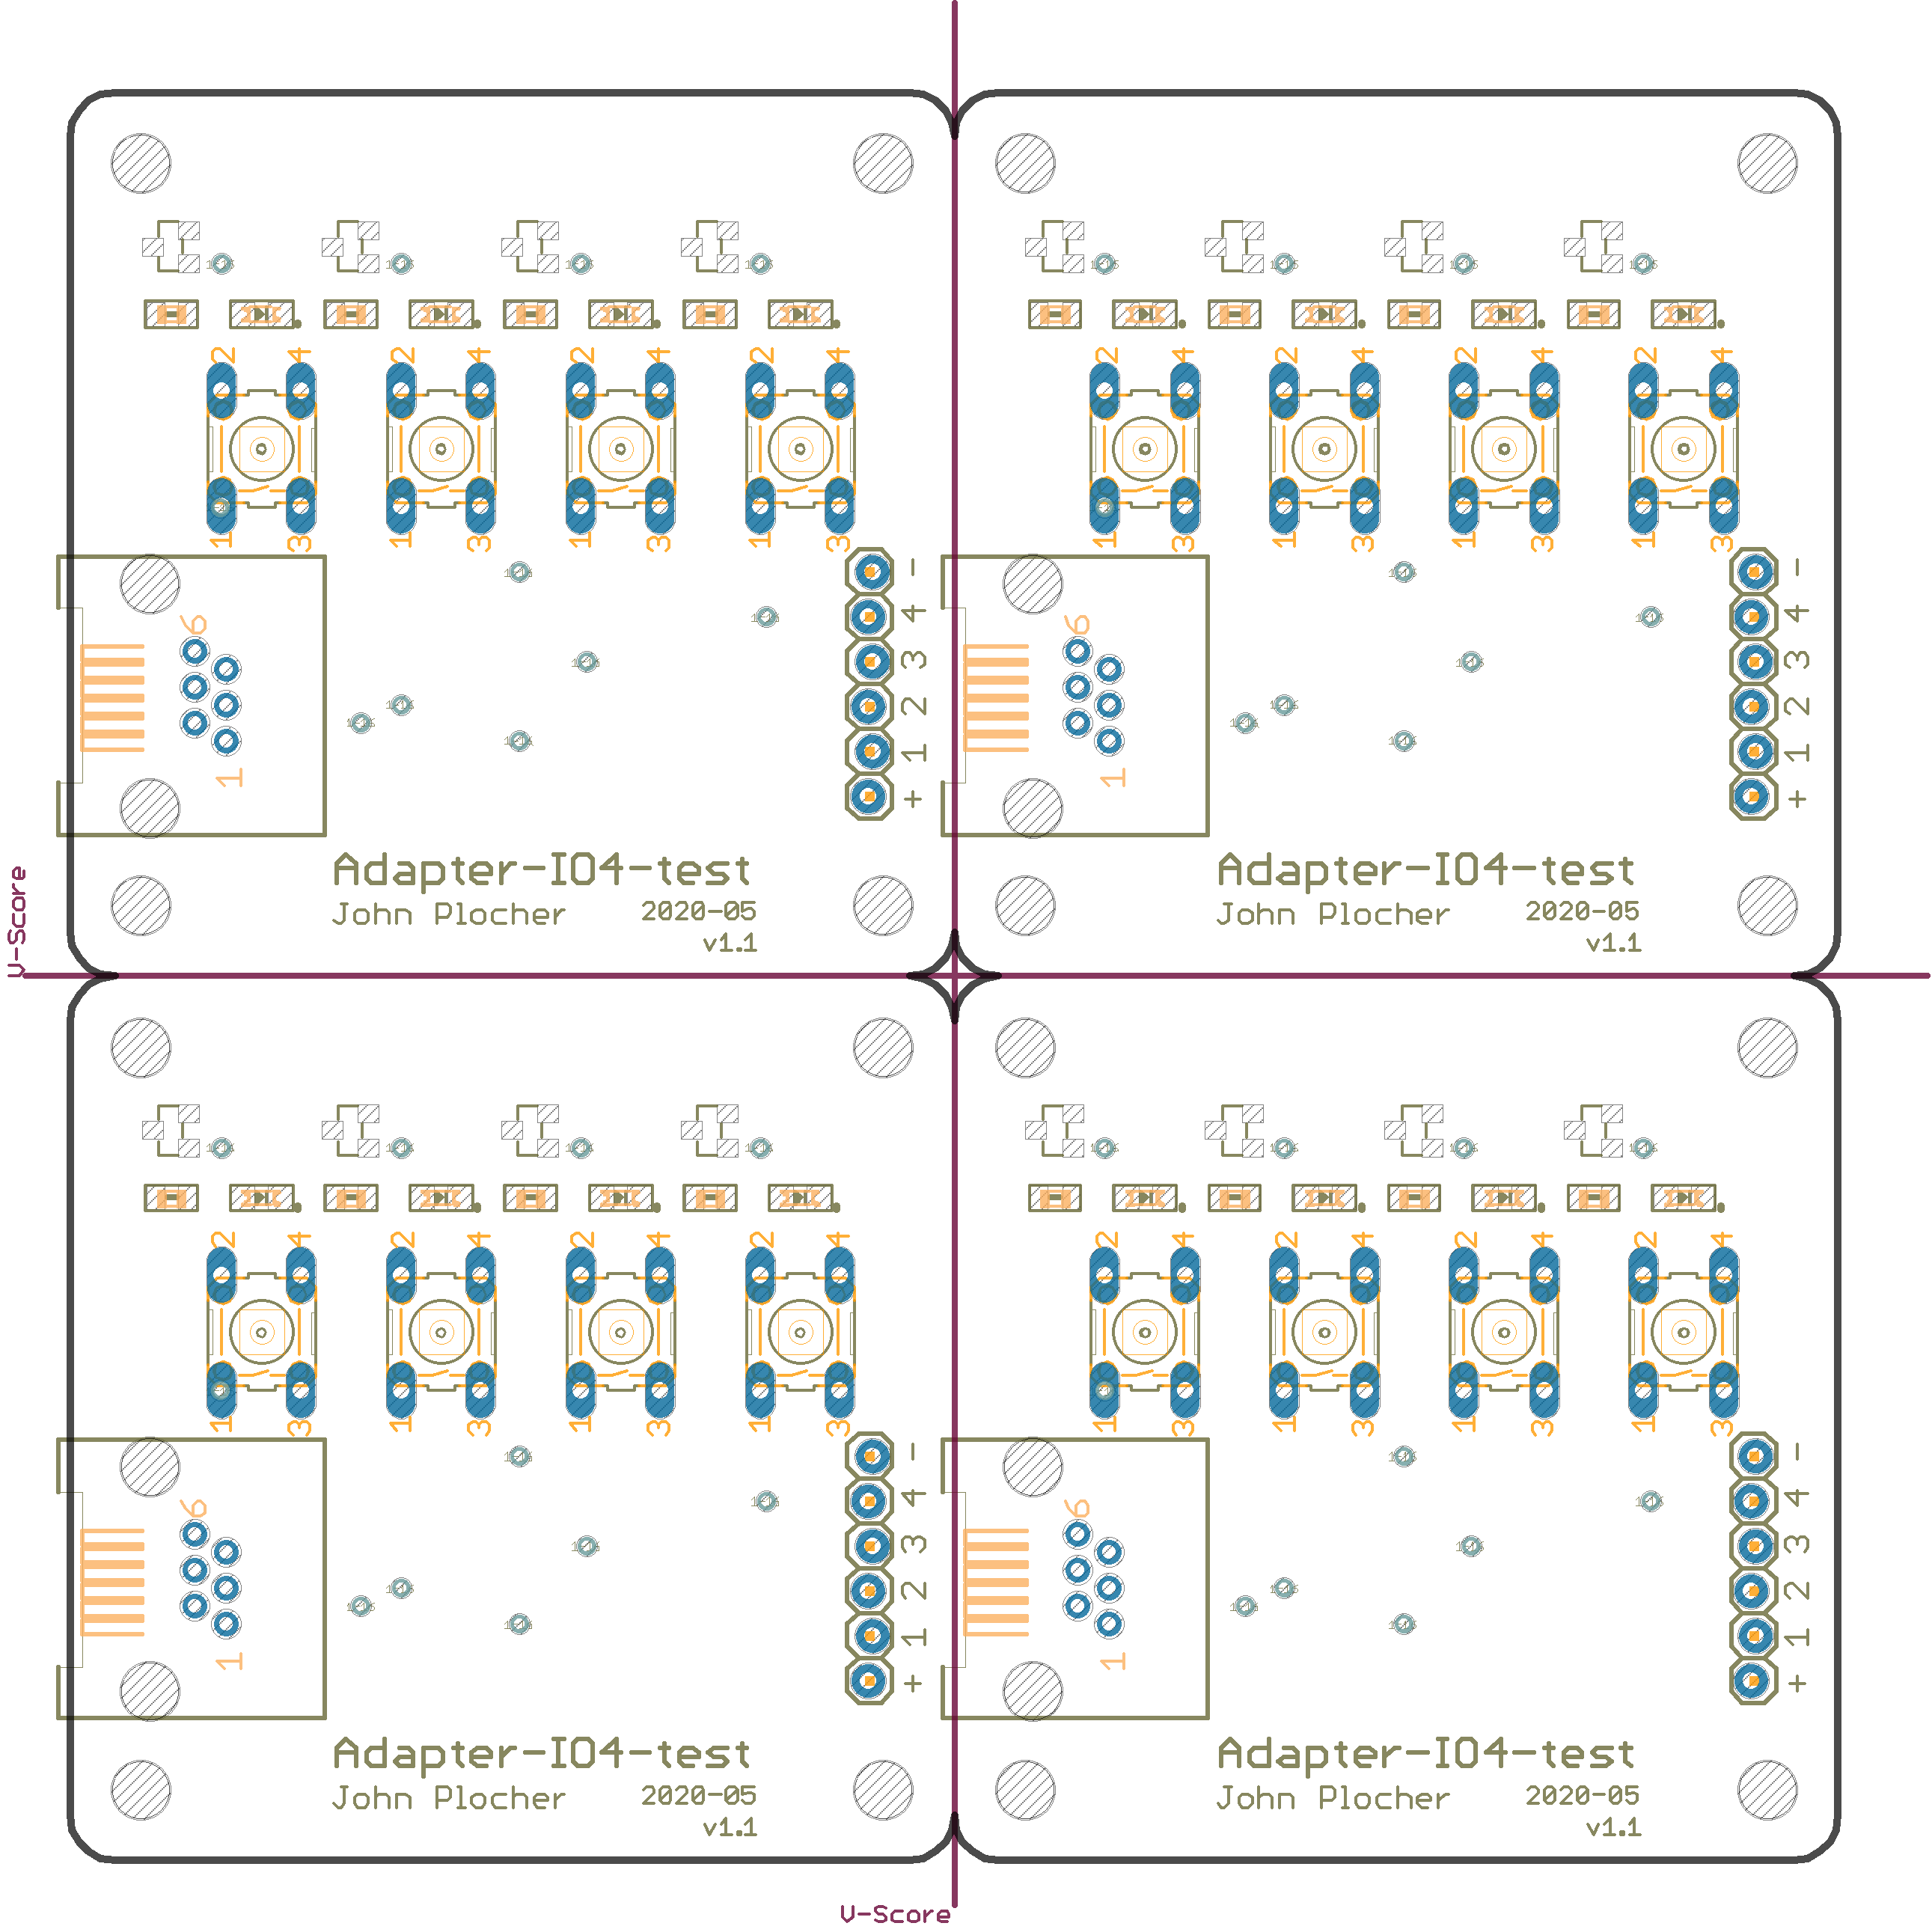 2 4 2 4 2 4 2 4 2 4 2 4 2 4 2 4
1 3 1 3 1 3 1 3 1 3 1 3 1 3 1 3
- -
6 4 6 4
3 3
2 2
1 1 1 1
+ +
Adapter-IO4-test Adapter-IO4-test
John Plocher 2020-05 John Plocher 2020-05
v1.1 v1.1
V-Score
2 4 2 4 2 4 2 4 2 4 2 4 2 4 2 4
1 3 1 3 1 3 1 3 1 3 1 3 1 3 1 3
- -
6 4 6 4
3 3
2 2
1 1 1 1
+ +
Adapter-IO4-test Adapter-IO4-test
John Plocher 2020-05 John Plocher 2020-05
v1.1 v1.1
V-Score